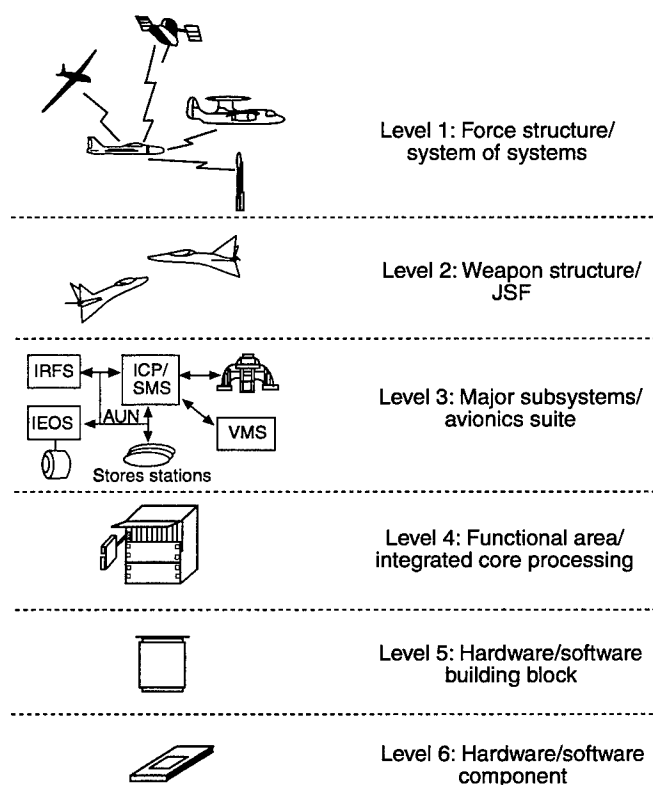 Level 1: Force structure/
system of systems
Level 2: Weapon structure/
JSF
IRFS
ICP/
SMS
IEOS
AUN
VMS
Stores stations
Level 3: Major subsystems/
avionics suite
Level 4: Functional area/
integrated core processing
Level 5: Hardware/software
building block
Level 6: Hardware/software
component